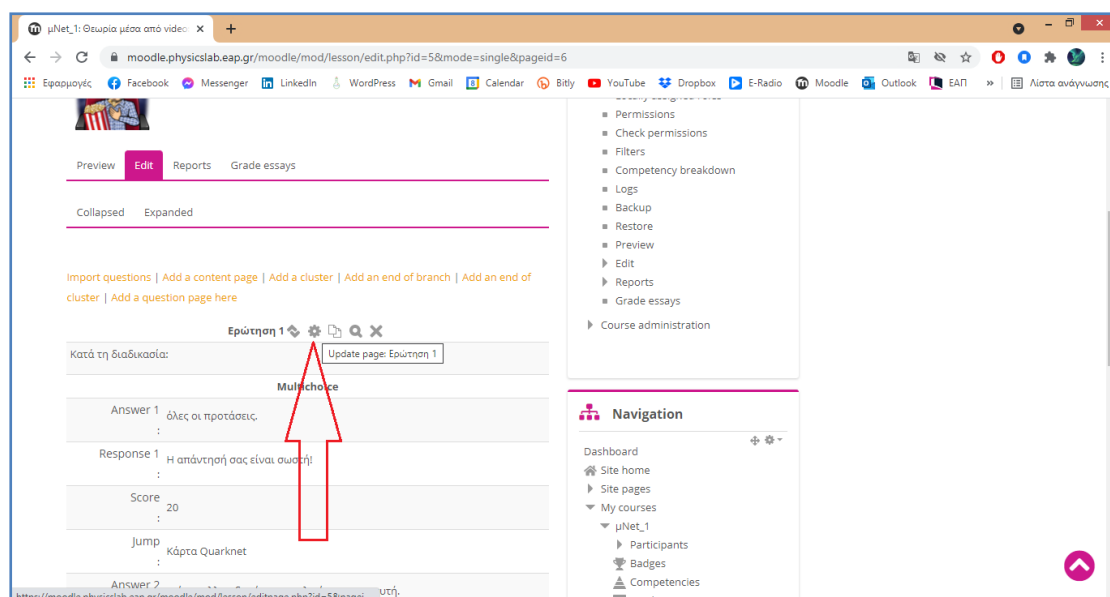 μNet_1: Θεωρία μέσα από video
moodle.physicslab.eap.gr/moodle/mod/lesson/edit.php?id=5&mode=single&pageid=6
Εφαρμογές Facebook Messenger LinkedIn WordPress Gmail Calendar Bitly YouTube Dropbox E-Radio Moodle Outlook ΕΑΠ » Λίστα ανάγνωσης
Permissions
Check permissions
Filters
Competency breakdown
Logs
Backup
Restore
Preview
Edit
Reports
Grade essays
Course administration
Preview Edit Reports Grade essays
Collapsed Expanded
Import questions | Add a content page | Add a cluster | Add an end of branch | Add an end of
cluster | Add a question page here
Ερώτηση 1
Update page: Ερώτηση 1
Κατά τη διαδικασία:
Multichoice
Answer 1 :
όλες οι προτάσεις.
Response 1 :
Η απάντησή σας είναι σωστή!
Score :
20
Jump :
Κάρτα Quarknet
Answer 2
Navigation
Dashboard
Site home
Site pages
My courses
μNet_1
Participants
Badges
Competencies